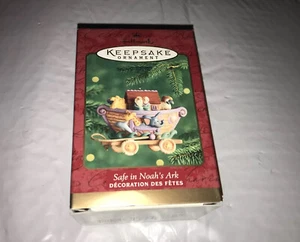 KEEPSAKE
ORNAMENT
Safe in Noah's Ark
DÉCORATION DES FÊTES